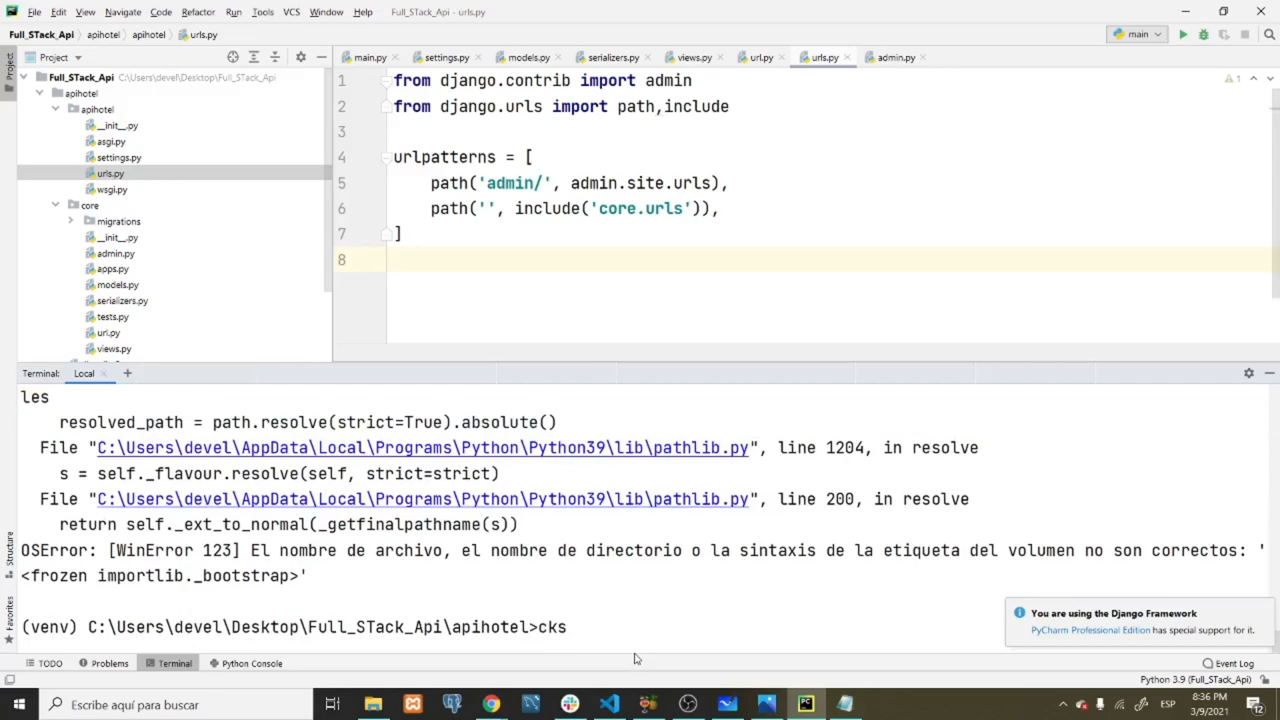 File Edit View Navigate Code Refactor Run Tools VCS Window Help Full_STack_Api - urls.py
Full_STack_Api apihotel apihotel urls.py main
Project main.py settings.py models.py serializers.py views.py url.py urls.py admin.py
Project
Full_STack_Api C:\Users\devel\Desktop\Full_STack_Api
apihotel
apihotel
__init__.py
asgi.py
settings.py
urls.py
wsgi.py
core
migrations
__init__.py
admin.py
apps.py
models.py
serializers.py
tests.py
url.py
views.py
1 from django.contrib import admin
2 from django.urls import path,include
3
4 urlpatterns = [
5 path('admin/', admin.site.urls),
6 path('', include('core.urls')),
7 ]
8
1
Terminal: Local +
les
resolved_path = path.resolve(strict=True).absolute()
File "C:\Users\devel\AppData\Local\Programs\Python\Python39\lib\pathlib.py", line 1204, in resolve
s = self._flavour.resolve(self, strict=strict)
File "C:\Users\devel\AppData\Local\Programs\Python\Python39\lib\pathlib.py", line 200, in resolve
return self._ext_to_normal(_getfinalpathname(s))
OSError: [WinError 123] El nombre de archivo, el nombre de directorio o la sintaxis de la etiqueta del volumen no son correctos: '
<frozen importlib._bootstrap>'
(venv) C:\Users\devel\Desktop\Full_STack_Api\apihotel>cks
You are using the Django Framework
PyCharm Professional Edition has special support for it.
Structure
Favorites
TODO Problems Terminal Python Console Event Log
Python 3.9 (Full_STack_Api)
Escribe aquí para buscar
ESP
8:36 PM
3/9/2021
12